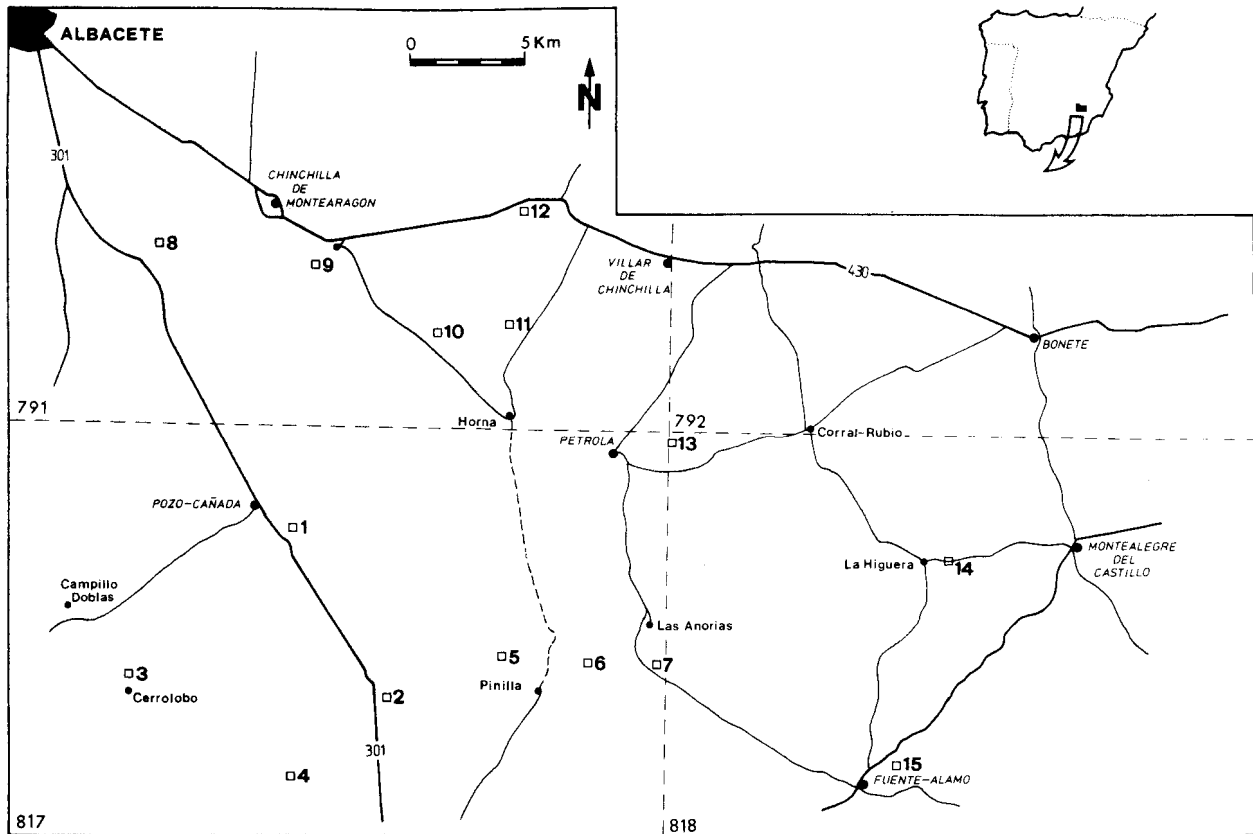 ALBACETE
0 5 Km
N
301
CHINCHILLA
DE
MONTEARAGON
12
8
9
VILLAR
DE
CHINCHILLA
430
10
11
BONETE
791
Horna
792
Corral-Rubio
PETROLA
13
POZO-CAÑADA
1
MONTEALEGRE
DEL
CASTILLO
La Higuera
14
Campillo
Doblas
Las Anorias
5
6
7
3
Cerrolobo
Pinilla
2
301
4
15
FUENTE-ALAMO
817
818